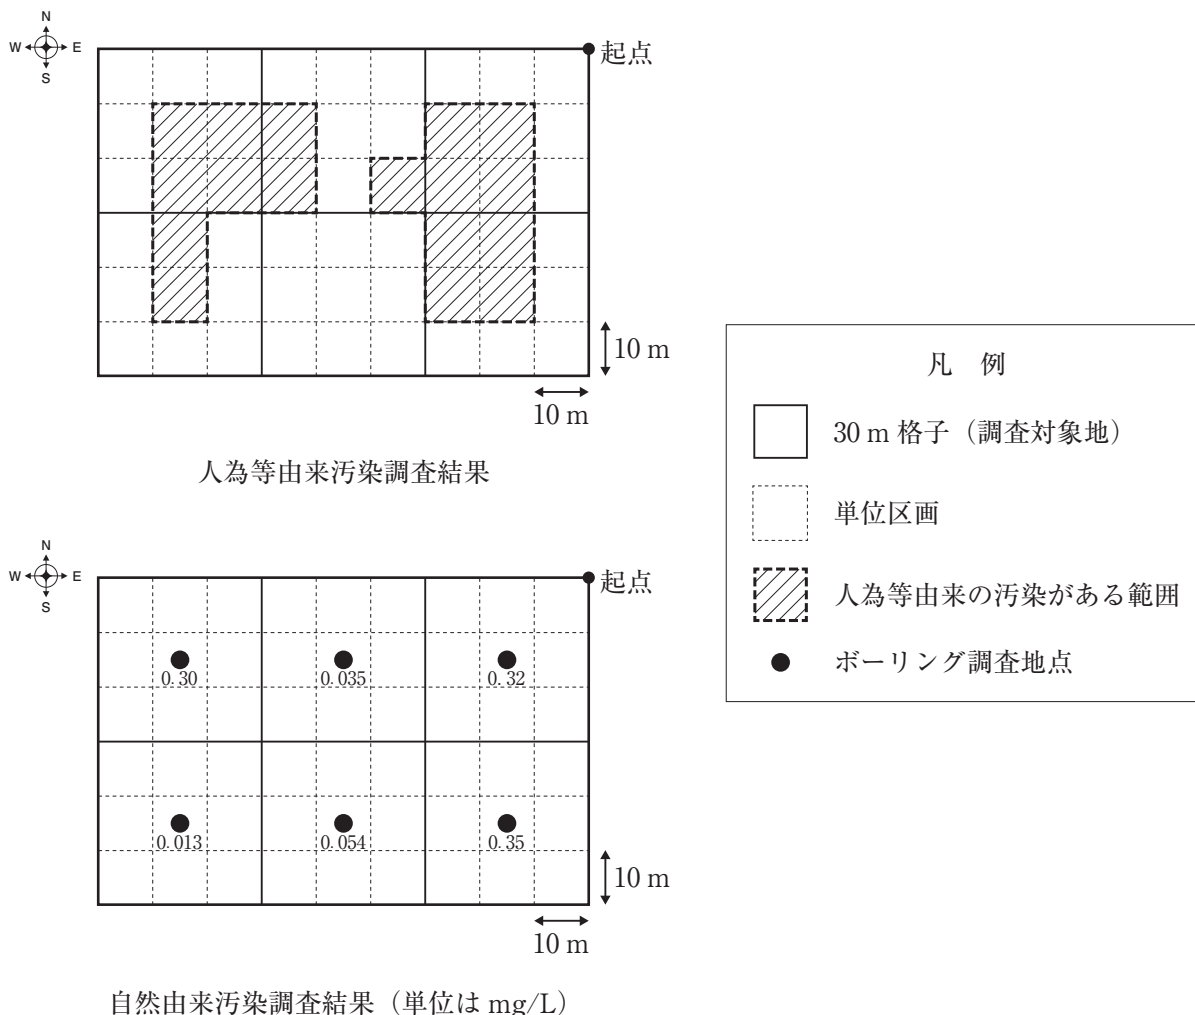 N
W E
S
起点
10 m
10 m
人為等由来汚染調査結果
凡 例
30 m 格子（調査対象地）
単位区画
人為等由来の汚染がある範囲
ボーリング調査地点
N
W E
S
起点
0.30 0.035 0.32
0.013 0.054 0.35
10 m
10 m
自然由来汚染調査結果（単位は mg/L）